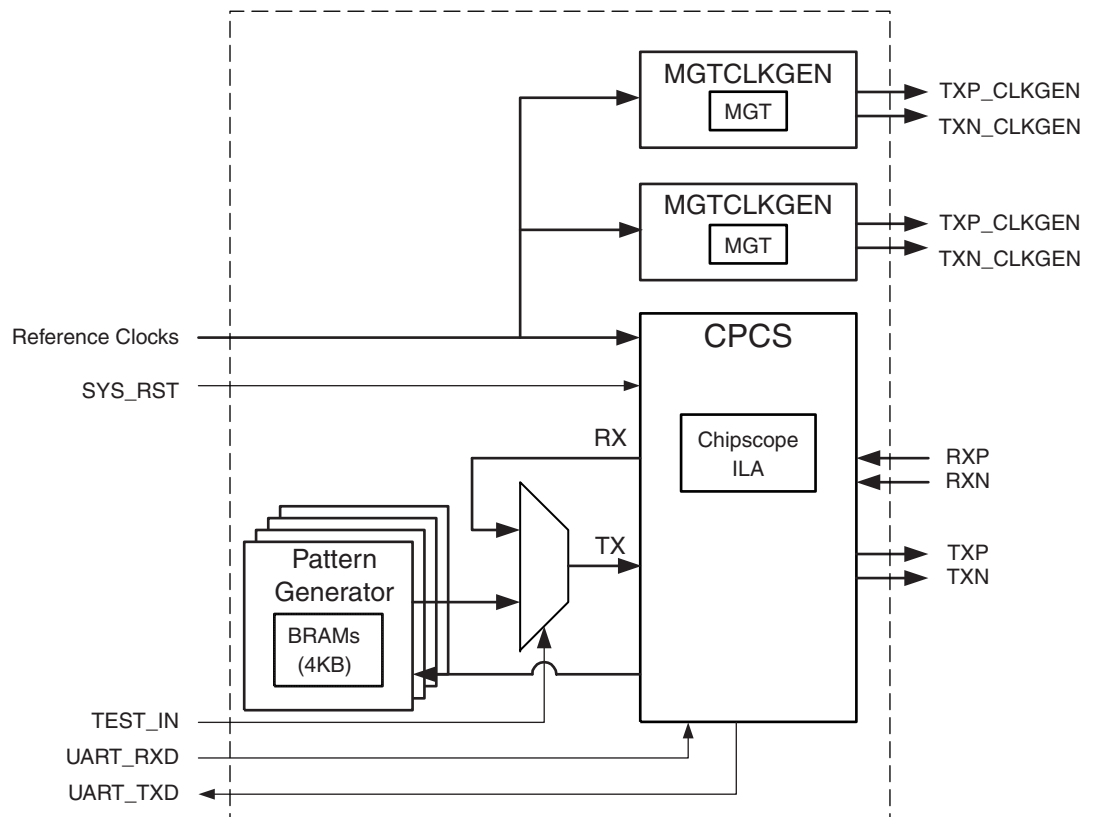 MGTCLKGEN
MGT
TXP_CLKGEN
TXN_CLKGEN
MGTCLKGEN
MGT
TXP_CLKGEN
TXN_CLKGEN
Reference Clocks
CPCS
SYS_RST
RX
Chipscope
ILA
RXP
RXN
TX
TXP
TXN
Pattern
Generator
BRAMs
(4KB)
TEST_IN
UART_RXD
UART_TXD